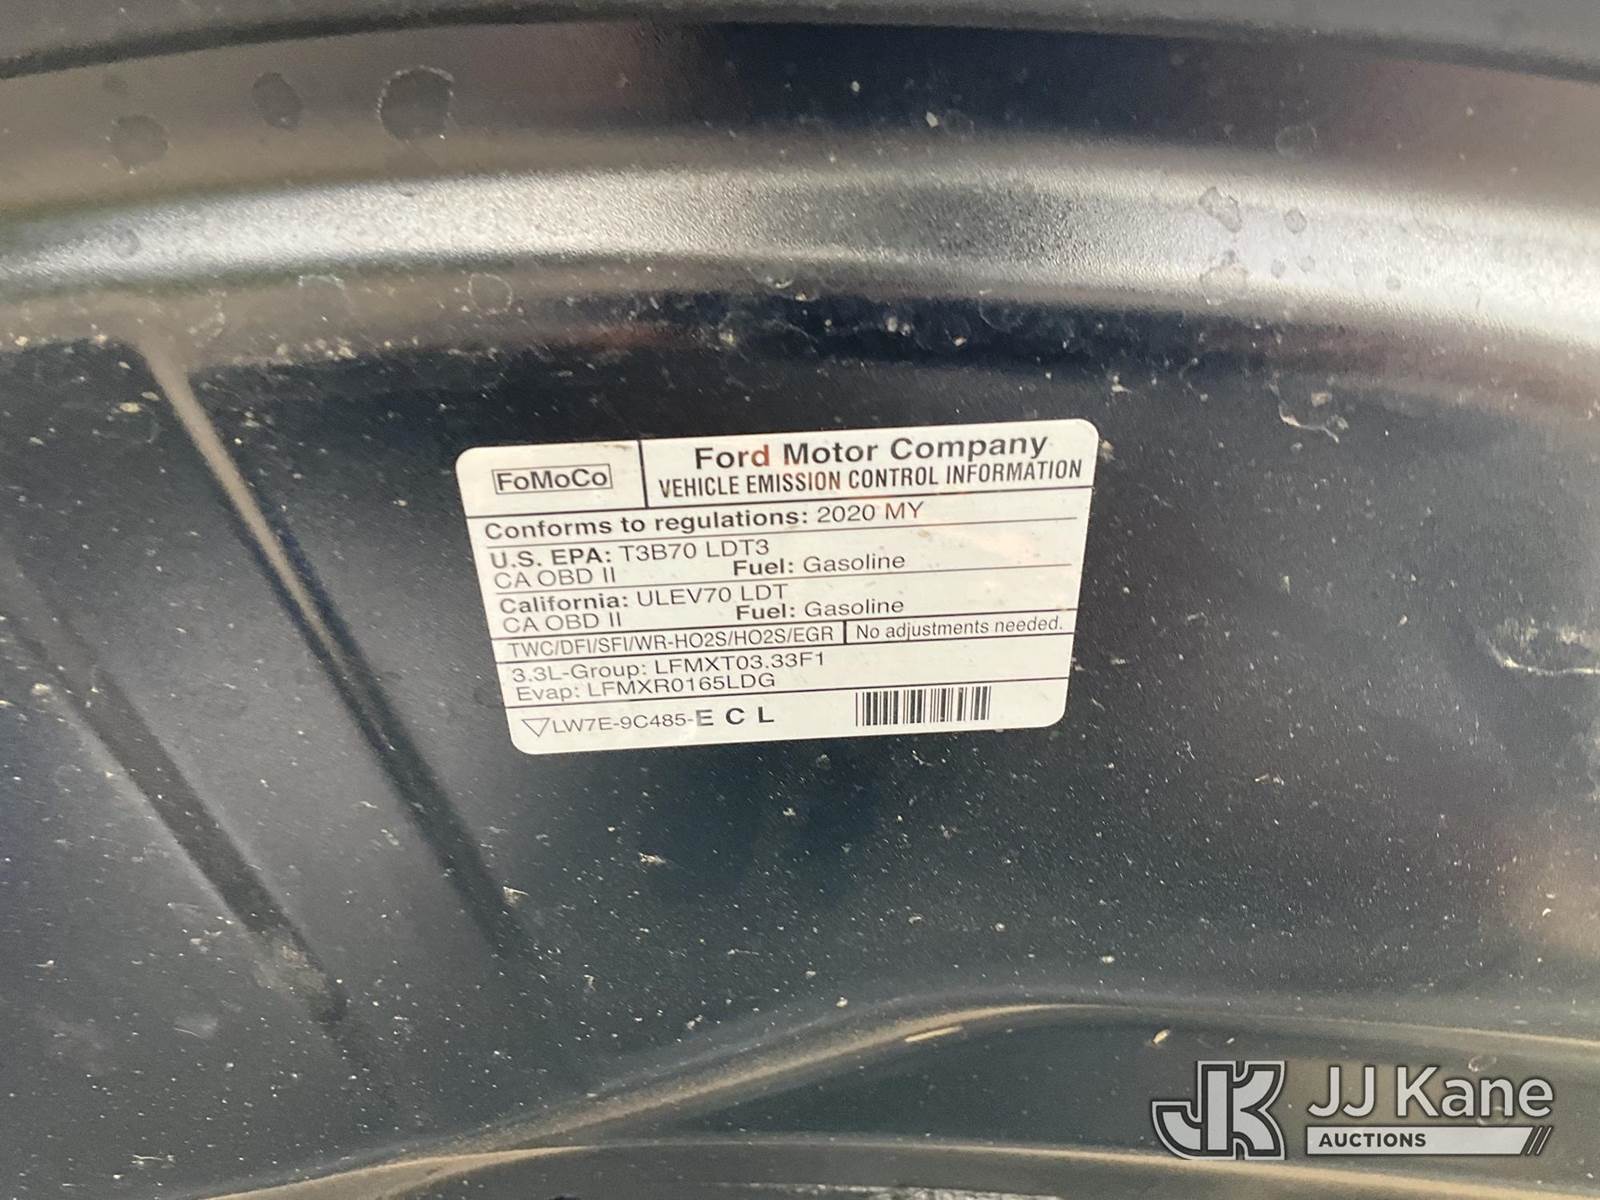 FoMoCo
Ford Motor Company
VEHICLE EMISSION CONTROL INFORMATION
Conforms to regulations: 2020 MY
U.S. EPA: T3B70 LDT3
CA OBD II Fuel: Gasoline
California: ULEV70 LDT
CA OBD II Fuel: Gasoline
TWC/DFI/SFI/WR-HO2S/HO2S/EGR No adjustments needed.
3.3L-Group: LFMXT03.33F1
Evap: LFMXR0165LDG
LW7E-9C485-E C L
JK JJ Kane
AUCTIONS